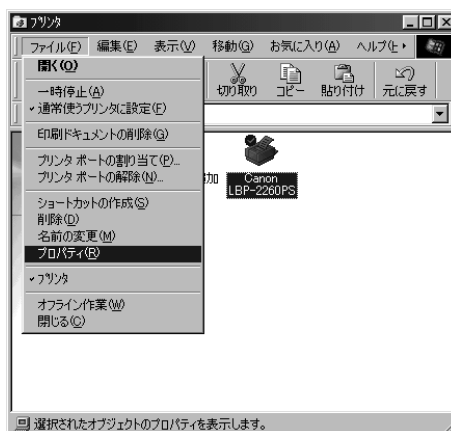 プリンタ
ファイル(F) 編集(E) 表示(V) 移動(G) お気に入り(A) ヘルプ(
切り取り コピー 貼り付け 元に戻す
開く(O)
一時停止(A)
通常使うプリンタに設定(F)
印刷ドキュメントの削除(G)
プリンタ ポートの割り当て(P)...
プリンタ ポートの解除(N)...
ショートカットの作成(S)
削除(D)
名前の変更(M)
プロパティ(R)
プリンタ
オフライン作業(W)
閉じる(C)
加
Canon
LBP-2260PS
選択されたオブジェクトのプロパティを表示します。